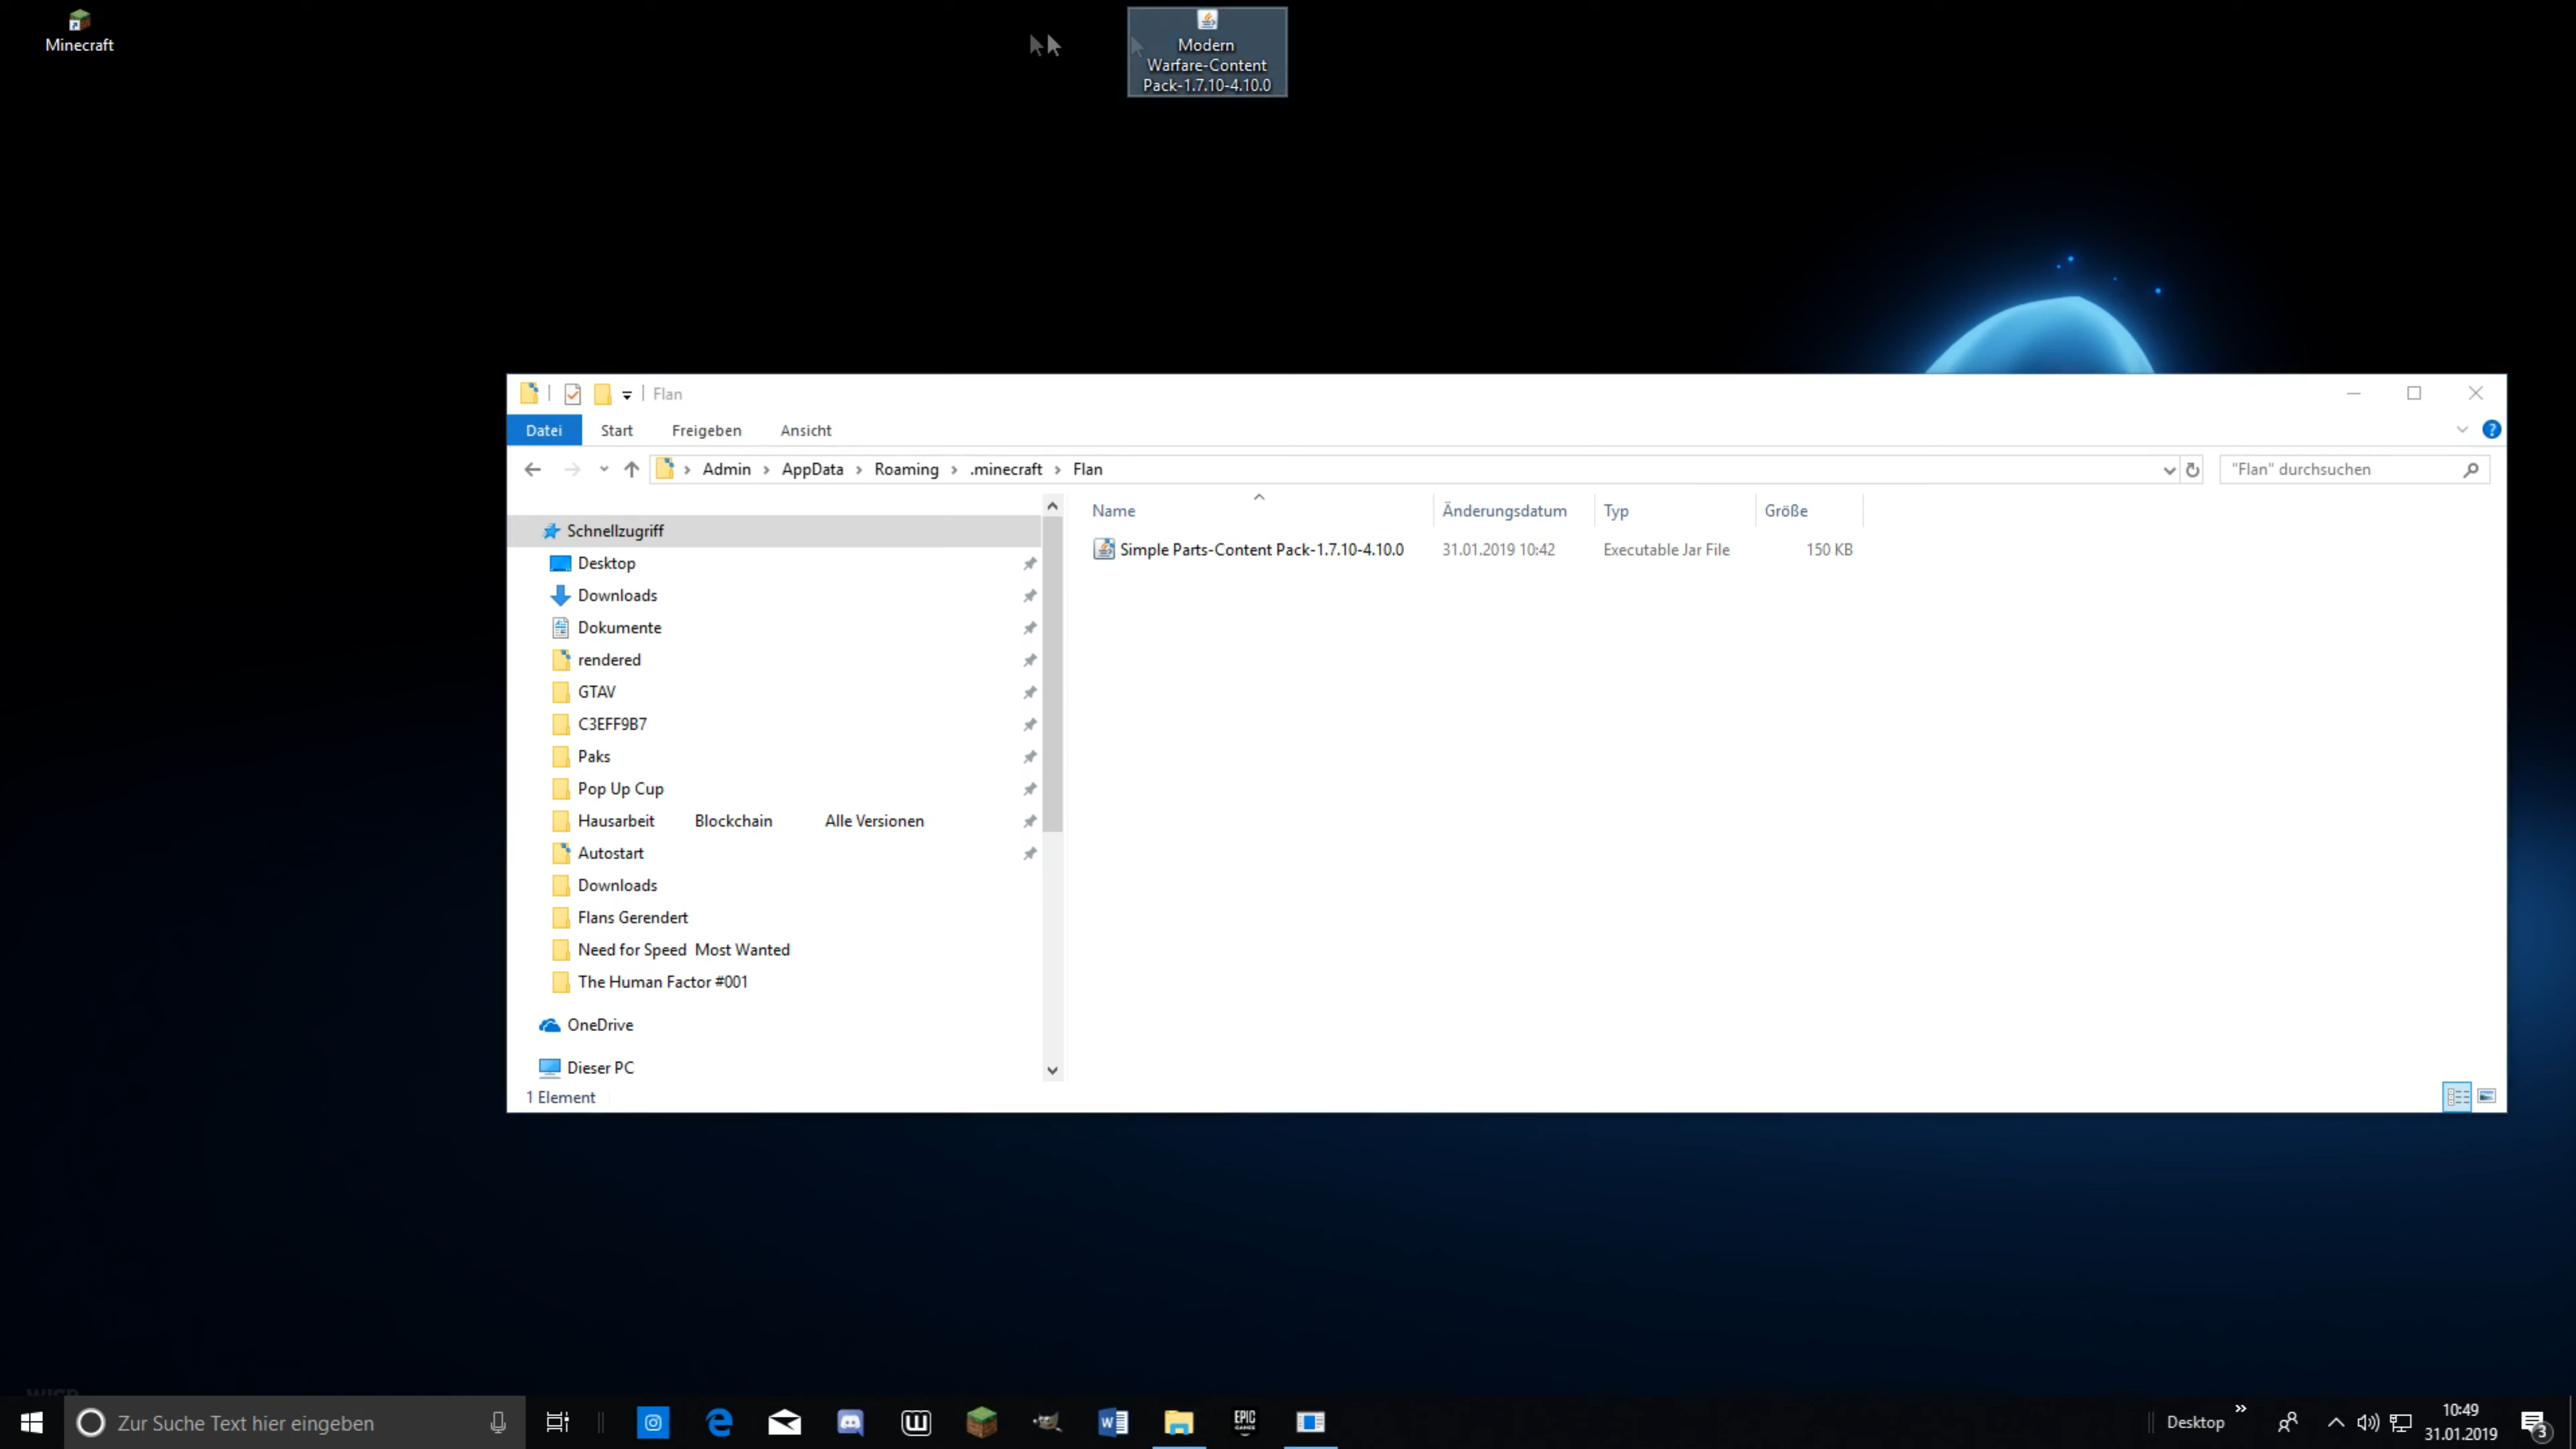 Minecraft
Modern
Warfare-Content
Pack-1.7.10-4.10.0
Flan
Datei Start Freigeben Ansicht
Admin AppData Roaming .minecraft Flan
"Flan" durchsuchen
Name Änderungsdatum Typ Größe
Simple Parts-Content Pack-1.7.10-4.10.0 31.01.2019 10:42 Executable Jar File 150 KB
Schnellzugriff
Desktop
Downloads
Dokumente
rendered
GTAV
C3EFF9B7
Paks
Pop Up Cup
Hausarbeit Blockchain Alle Versionen
Autostart
Downloads
Flans Gerendert
Need for Speed Most Wanted
The Human Factor #001
OneDrive
Dieser PC
1 Element
Zur Suche Text hier eingeben
EPIC
GAMES
Desktop
10:49
31.01.2019
3